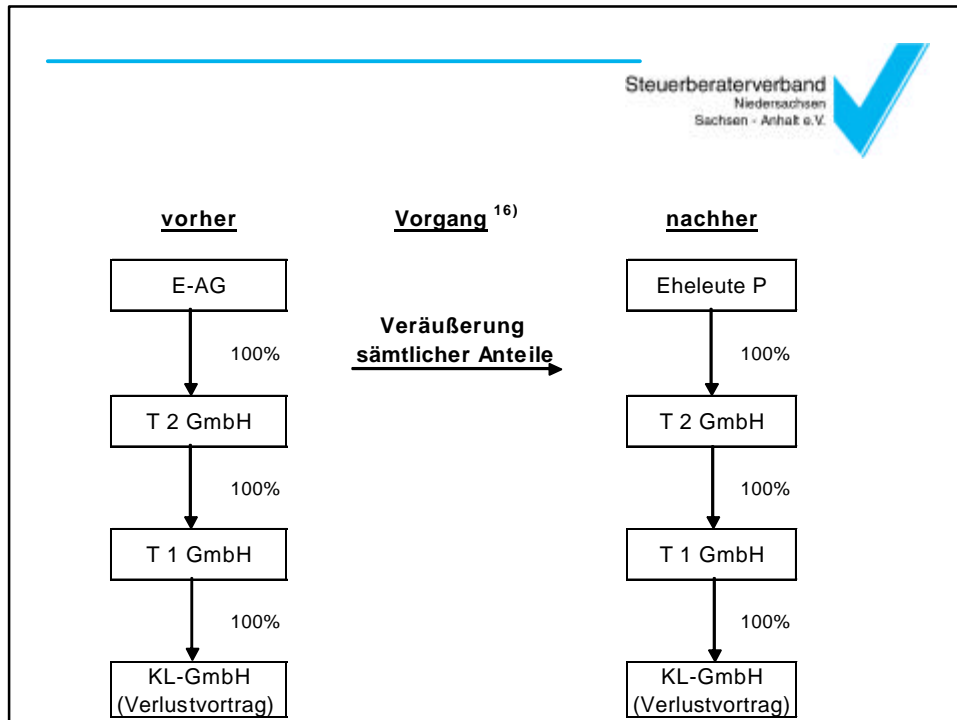 Steuerberaterverband
Niedersachsen
Sachsen - Anhalt e.V.
vorher
Vorgang 16)
nachher
E-AG
Veräußerung
sämtlicher Anteile
Eheleute P
100%
100%
T 2 GmbH
T 2 GmbH
100%
100%
T 1 GmbH
T 1 GmbH
100%
100%
KL-GmbH
(Verlustvortrag)
KL-GmbH
(Verlustvortrag)